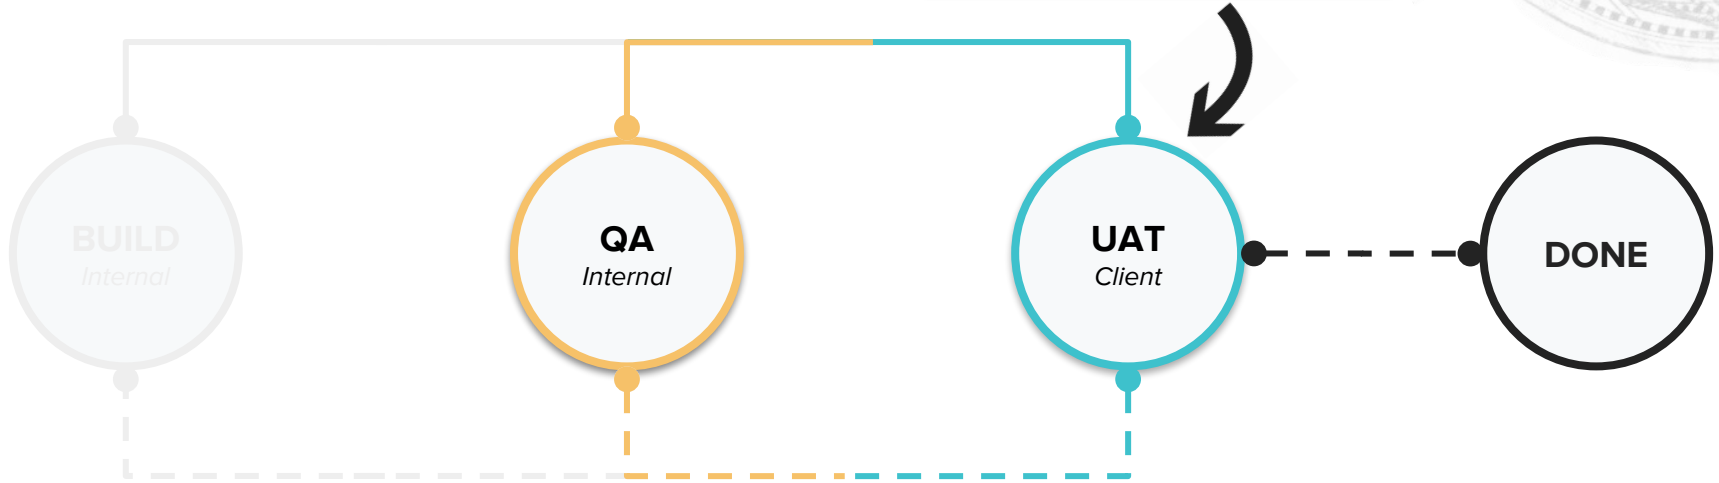 BUILD
Internal
QA
Internal
UAT
Client
DONE